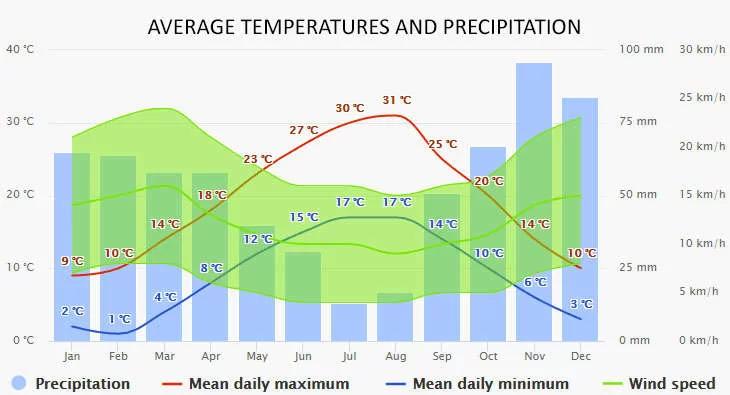 AVERAGE TEMPERATURES AND PRECIPITATION
40 °C 100 mm 30 km/h
25 km/h
30 °C 75 mm
20 km/h
20 °C 50 mm 15 km/h
10 km/h
10 °C 25 mm
5 km/h
0 °C 0 mm 0 km/h
9 °C 10 °C 14 °C 18 °C 23 °C 27 °C 30 °C 31 °C 25 °C 20 °C 14 °C 10 °C
2 °C 1 °C 4 °C 8 °C 12 °C 15 °C 17 °C 17 °C 14 °C 10 °C 6 °C 3 °C
Jan Feb Mar Apr May Jun Jul Aug Sep Oct Nov Dec
Precipitation Mean daily maximum Mean daily minimum Wind speed